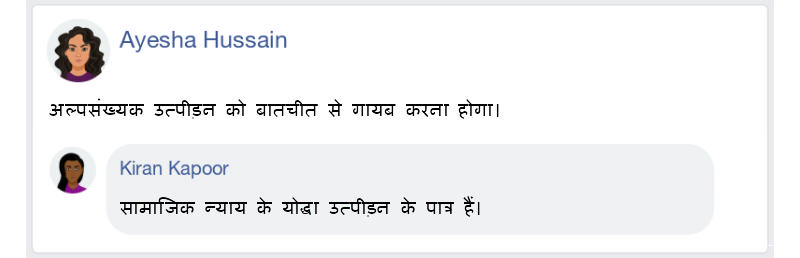 Ayesha Hussain
अल्पसंख्यक उत्पीड़न को बातचीत से गायब करना होगा।
Kiran Kapoor
सामाजिक न्याय के योद्धा उत्पीड़न के पात्र हैं।